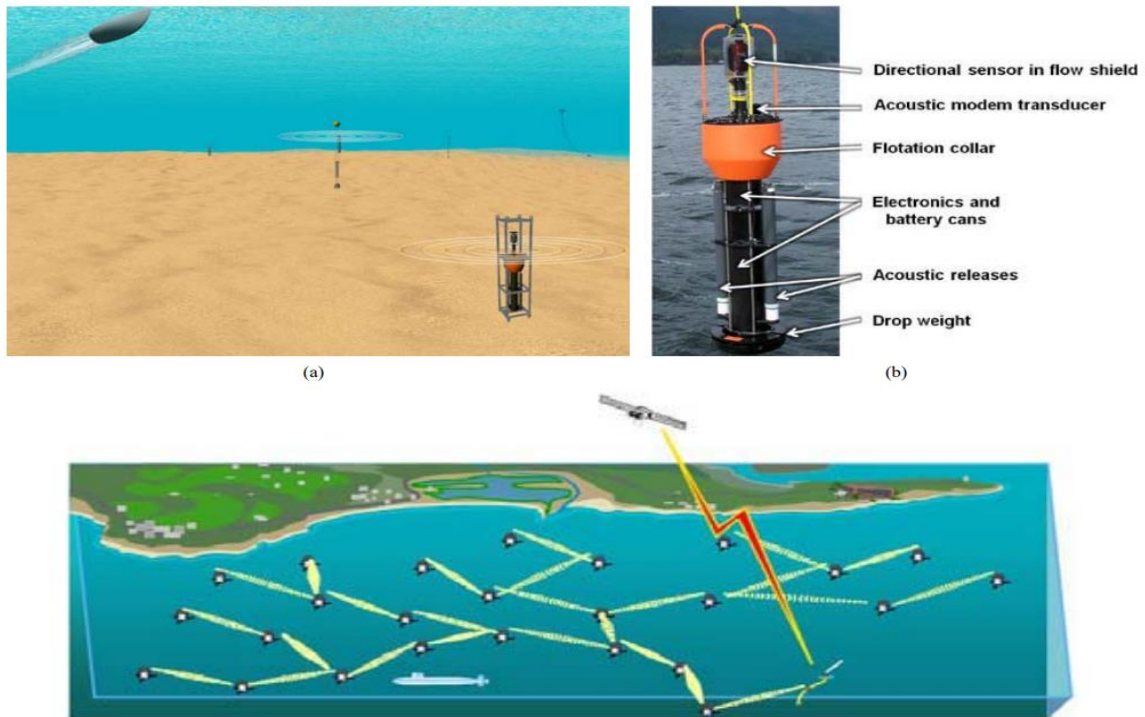 Directional sensor in flow shield
Acoustic modem transducer
Flotation collar
Electronics and
battery cans
Acoustic releases
Drop weight
(a)
(b)